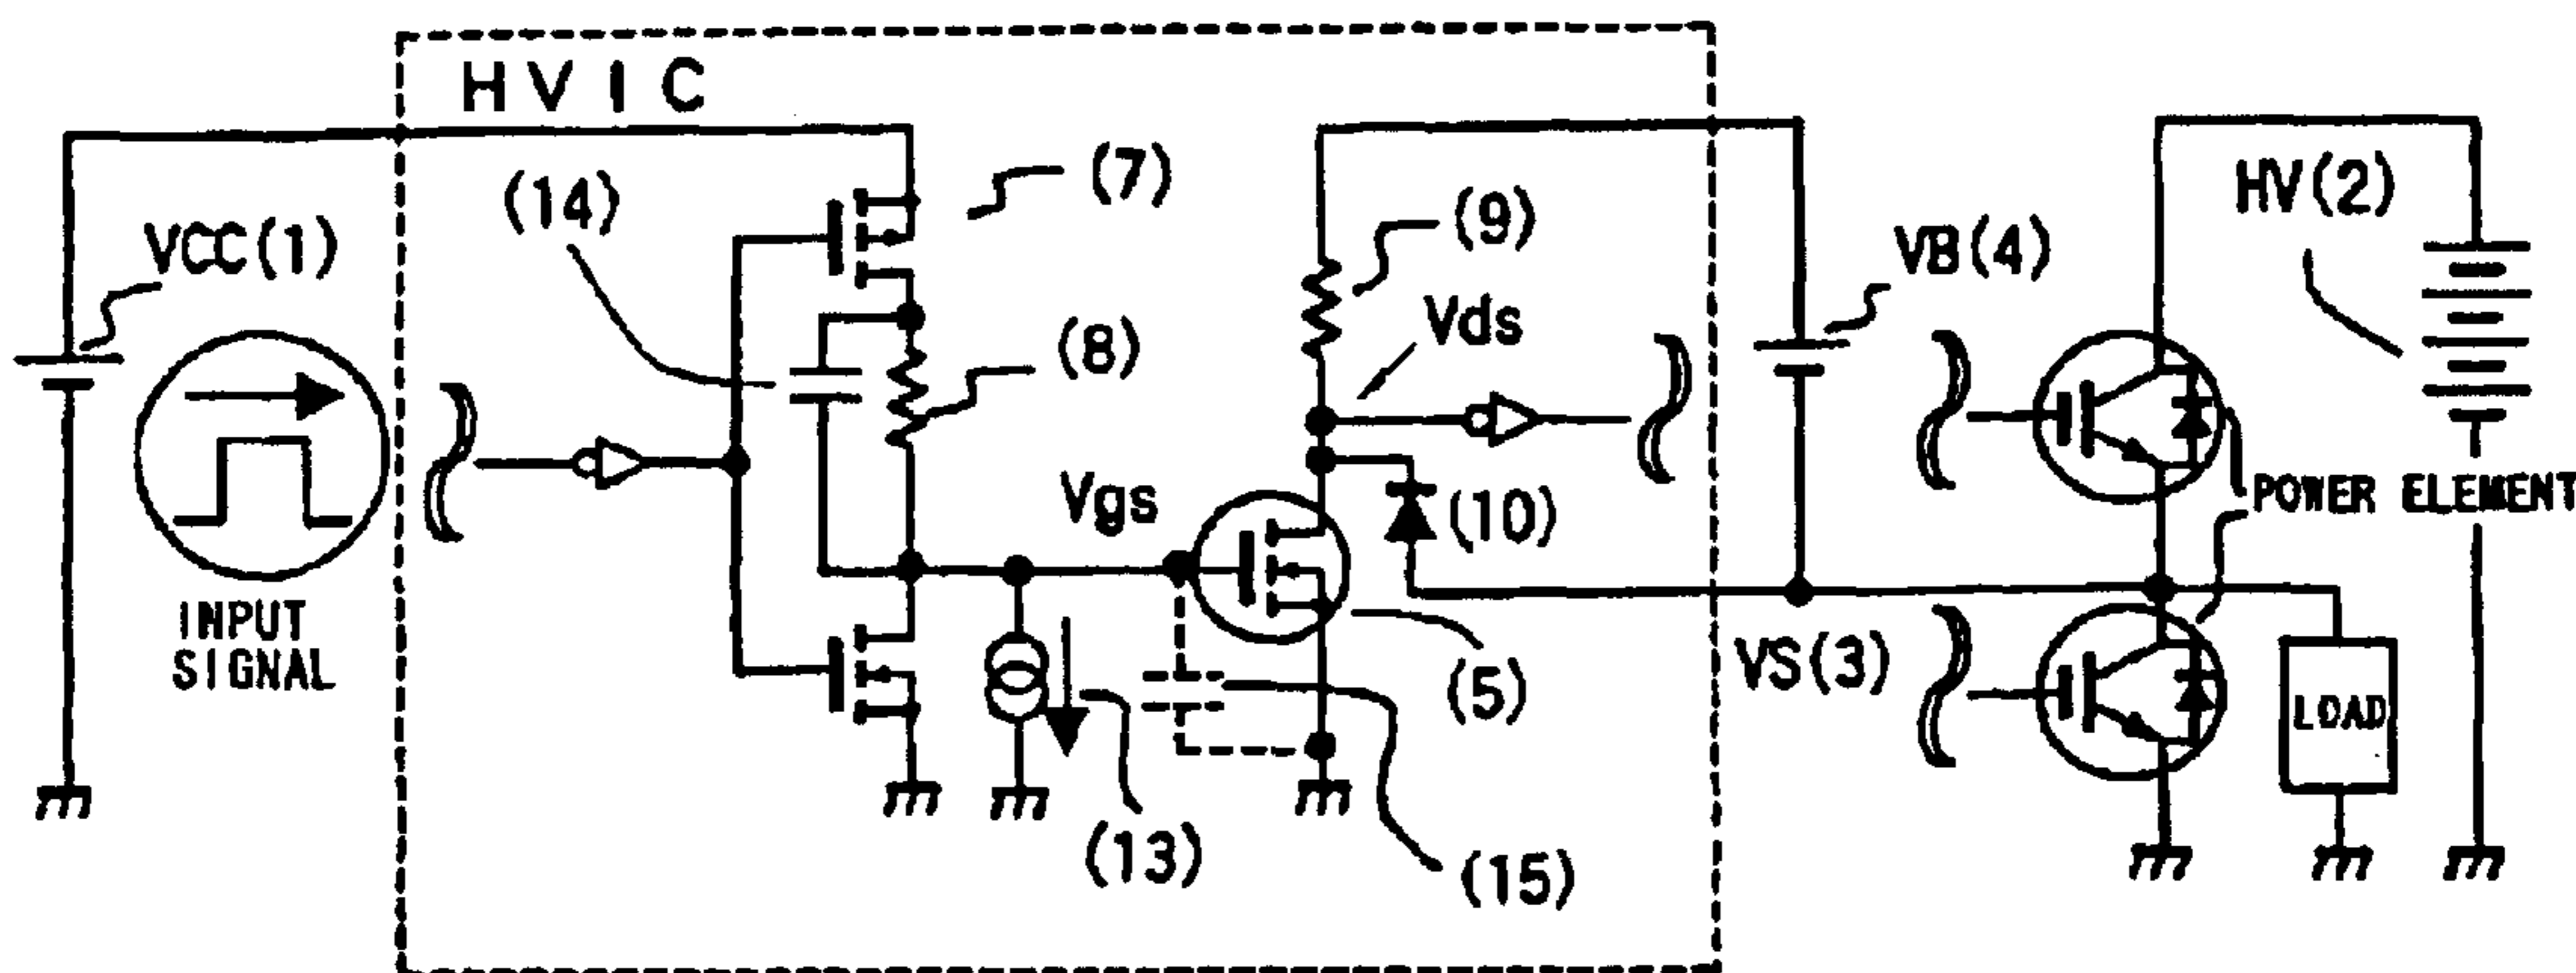 HVIC
(7)
(14)
VCC(1)
(9)
HV(2)
VB(4)
Vds
(8)
Vgs
(10)
POWER ELEMENT
INPUT
SIGNAL
VS(3)
(5)
LOAD
(13)
(15)